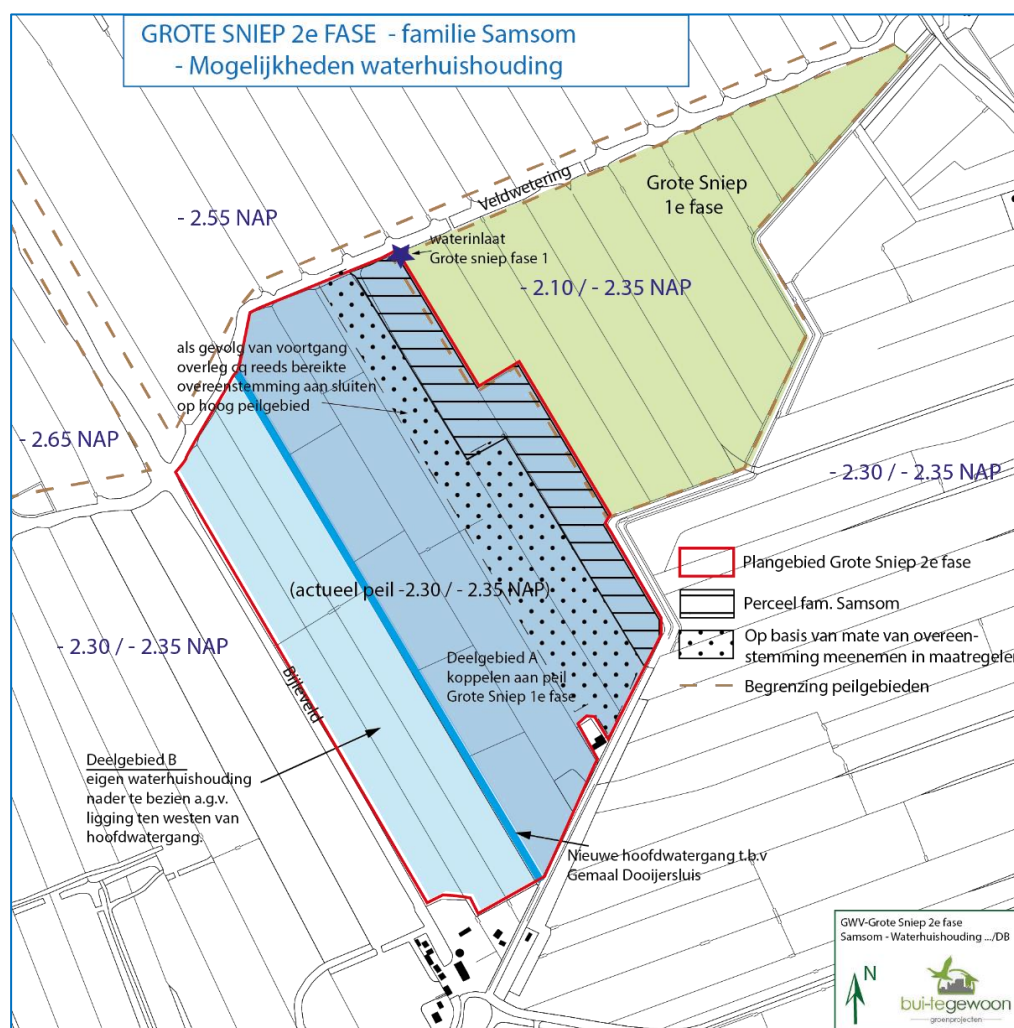 GROTE SNIEP 2e FASE - familie Samsom
- Mogelijkheden waterhuishouding
Veldwetering
Grote Sniep
1e fase
- 2.55 NAP
waterinlaat
Grote sniep fase 1
- 2.10 / - 2.35 NAP
als gevolg van voortgang
overleg cq reeds bereikte
overeenstemming aan sluiten
op hoog peilgebied
- 2.65 NAP
- 2.30 / - 2.35 NAP
Plangebied Grote Sniep 2e fase
(actueel peil -2.30 / - 2.35 NAP)
Perceel fam. Samsom
Op basis van mate van overeen-
stemming meenemen in maatregelen
- 2.30 / - 2.35 NAP
Deelgebied A
koppelen aan peil
Grote Sniep 1e fase
Begrenzing peilgebieden
Bijleveld
Deelgebied B
eigen waterhuishouding
nader te bezien a.g.v.
ligging ten westen van
hoofdwatergang.
Nieuwe hoofdwatergang t.b.v
Gemaal Dooijersluis
GWV-Grote Sniep 2e fase
Samsom - Waterhuishouding .../DB
N
bui-tegewoon
groenprojecten